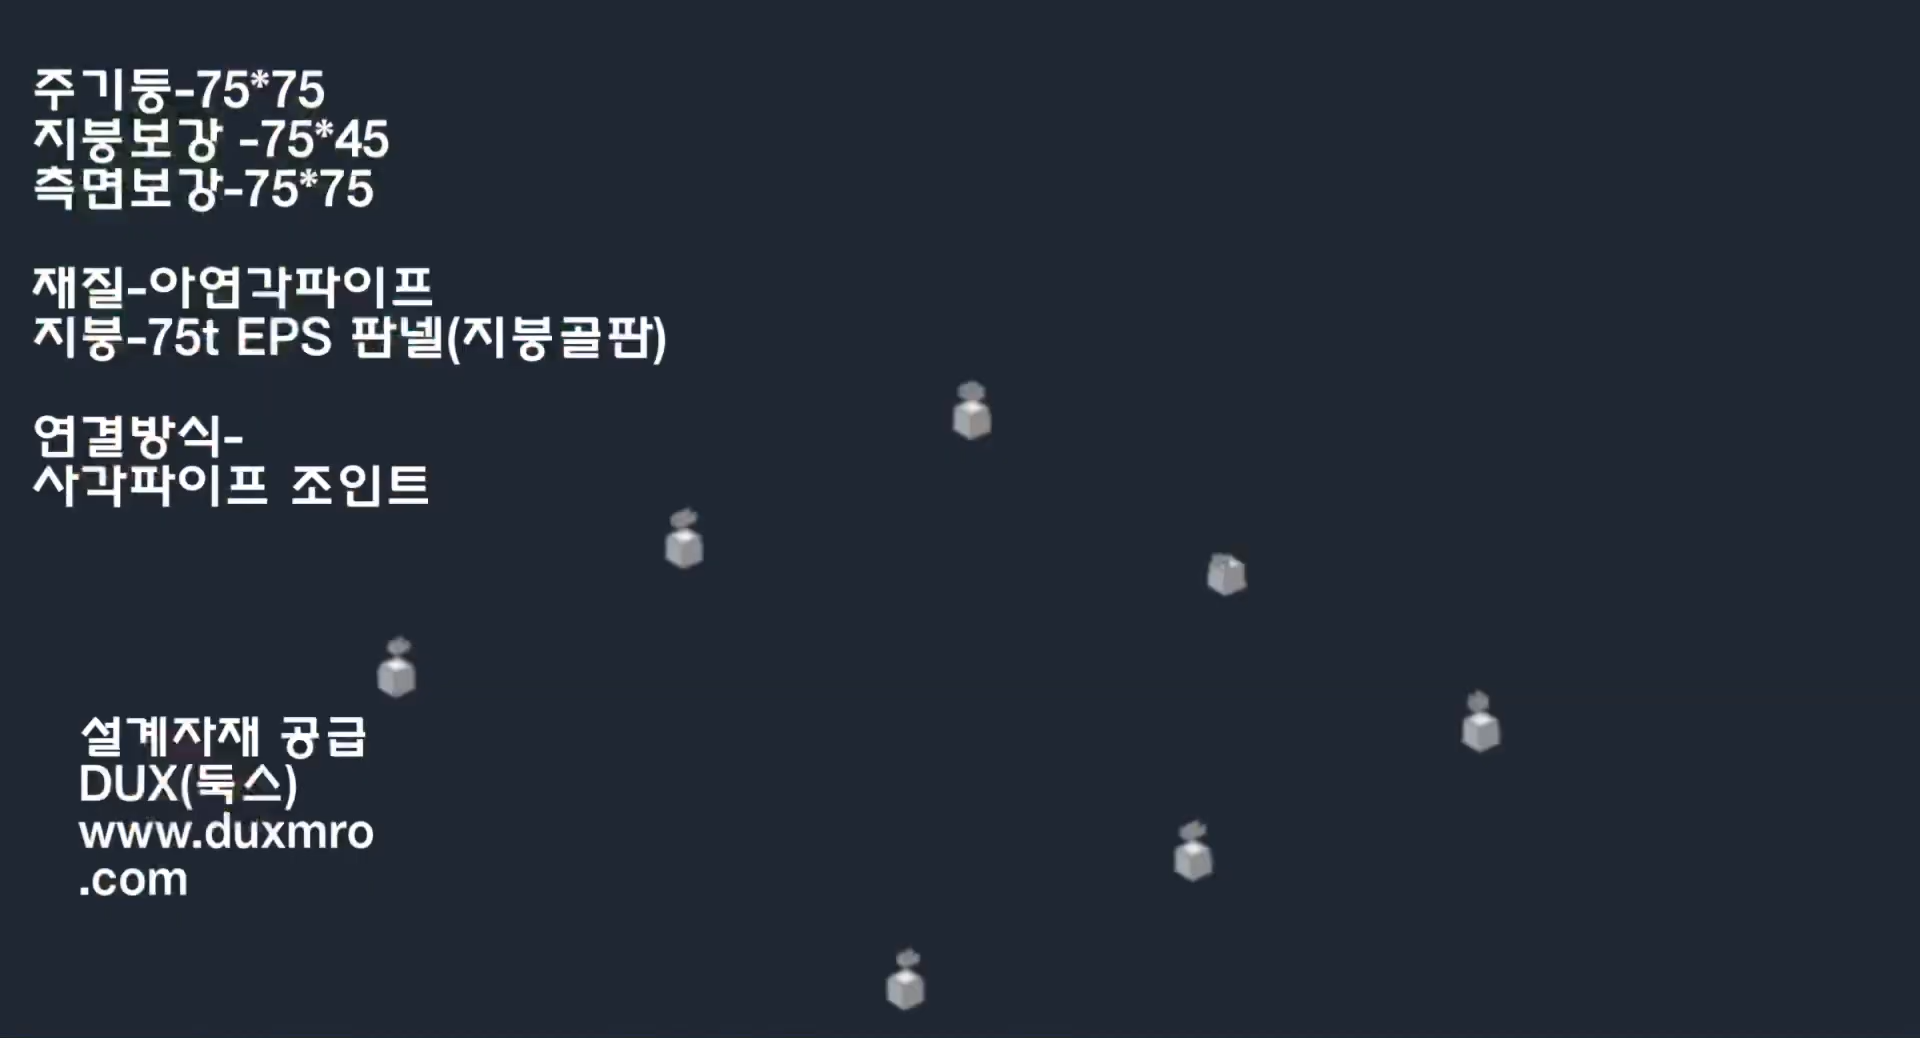 주기둥-75*75
지붕보강 -75*45
측면보강-75*75
재질-아연각파이프
지붕-75t EPS 판넬(지붕골판)
연결방식-
사각파이프 조인트
설계자재 공급
DUX(둑스)
www.duxmro
.com